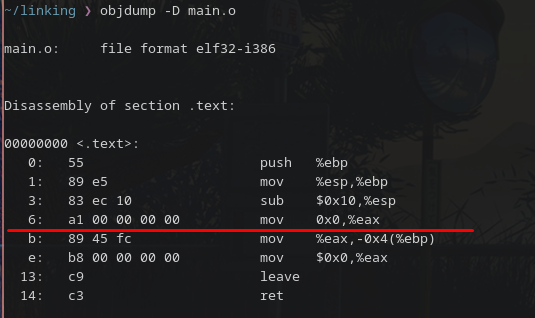 ~/linking ❯ objdump -D main.o
main.o:     file format elf32-i386
Disassembly of section .text:
00000000 <.text>:
   0:   55                      push   %ebp
   1:   89 e5                   mov    %esp,%ebp
   3:   83 ec 10                sub    $0x10,%esp
   6:   a1 00 00 00 00          mov    0x0,%eax
   b:   89 45 fc                mov    %eax,-0x4(%ebp)
   e:   b8 00 00 00 00          mov    $0x0,%eax
  13:   c9                      leave
  14:   c3                      ret